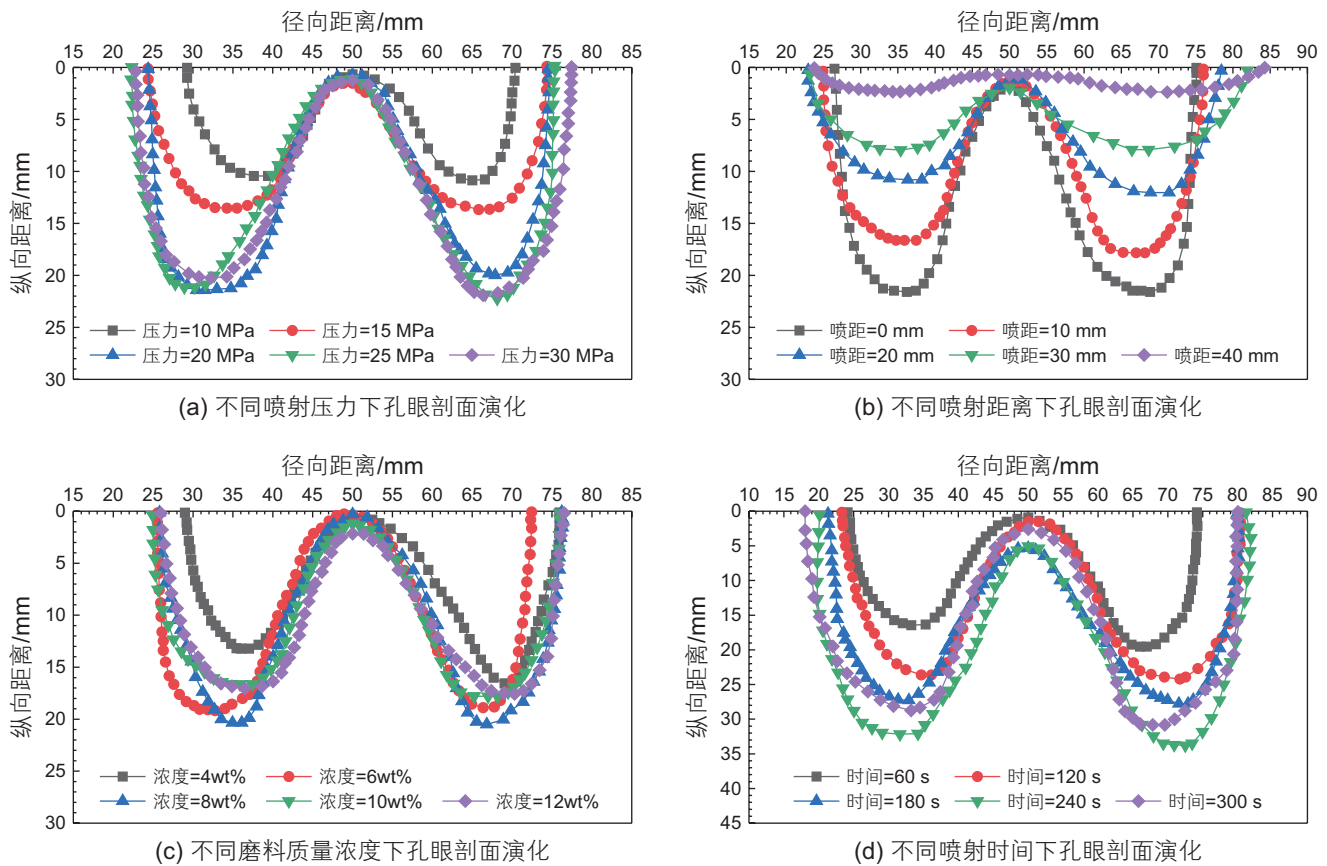 径向距离/mm
15 20 25 30 35 40 45 50 55 60 65 70 75 80 85
0
5
10
15
20
25
30
纵向距离/mm
压力=10 MPa 压力=15 MPa
压力=20 MPa 压力=25 MPa 压力=30 MPa
(a) 不同喷射压力下孔眼剖面演化
径向距离/mm
15 20 25 30 35 40 45 50 55 60 65 70 75 80 85 90
0
5
10
15
20
25
30
纵向距离/mm
喷距=0 mm 喷距=10 mm
喷距=20 mm 喷距=30 mm 喷距=40 mm
(b) 不同喷射距离下孔眼剖面演化
径向距离/mm
15 20 25 30 35 40 45 50 55 60 65 70 75 80 85
0
5
10
15
20
25
30
纵向距离/mm
浓度=4wt% 浓度=6wt%
浓度=8wt% 浓度=10wt% 浓度=12wt%
(c) 不同磨料质量浓度下孔眼剖面演化
径向距离/mm
10 15 20 25 30 35 40 45 50 55 60 65 70 75 80 85 90
0
5
10
15
20
25
30
35
40
45
纵向距离/mm
时间=60 s 时间=120 s
时间=180 s 时间=240 s 时间=300 s
(d) 不同喷射时间下孔眼剖面演化